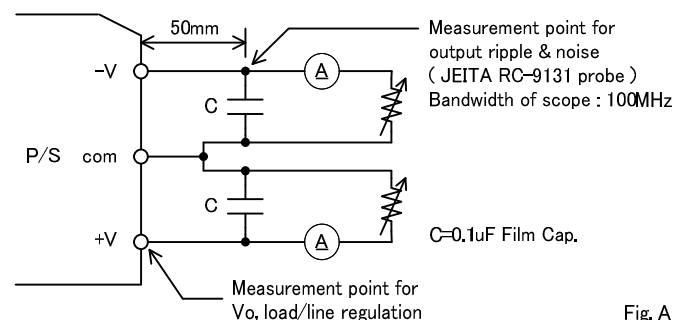 50mm
Measurement point for
output ripple & noise
( JEITA RC-9131 probe )
Bandwidth of scope : 100MHz
-V
A
C
P/S com
C
+V
A
C=0.1uF Film Cap.
Measurement point for
Vo, load/line regulation
Fig. A